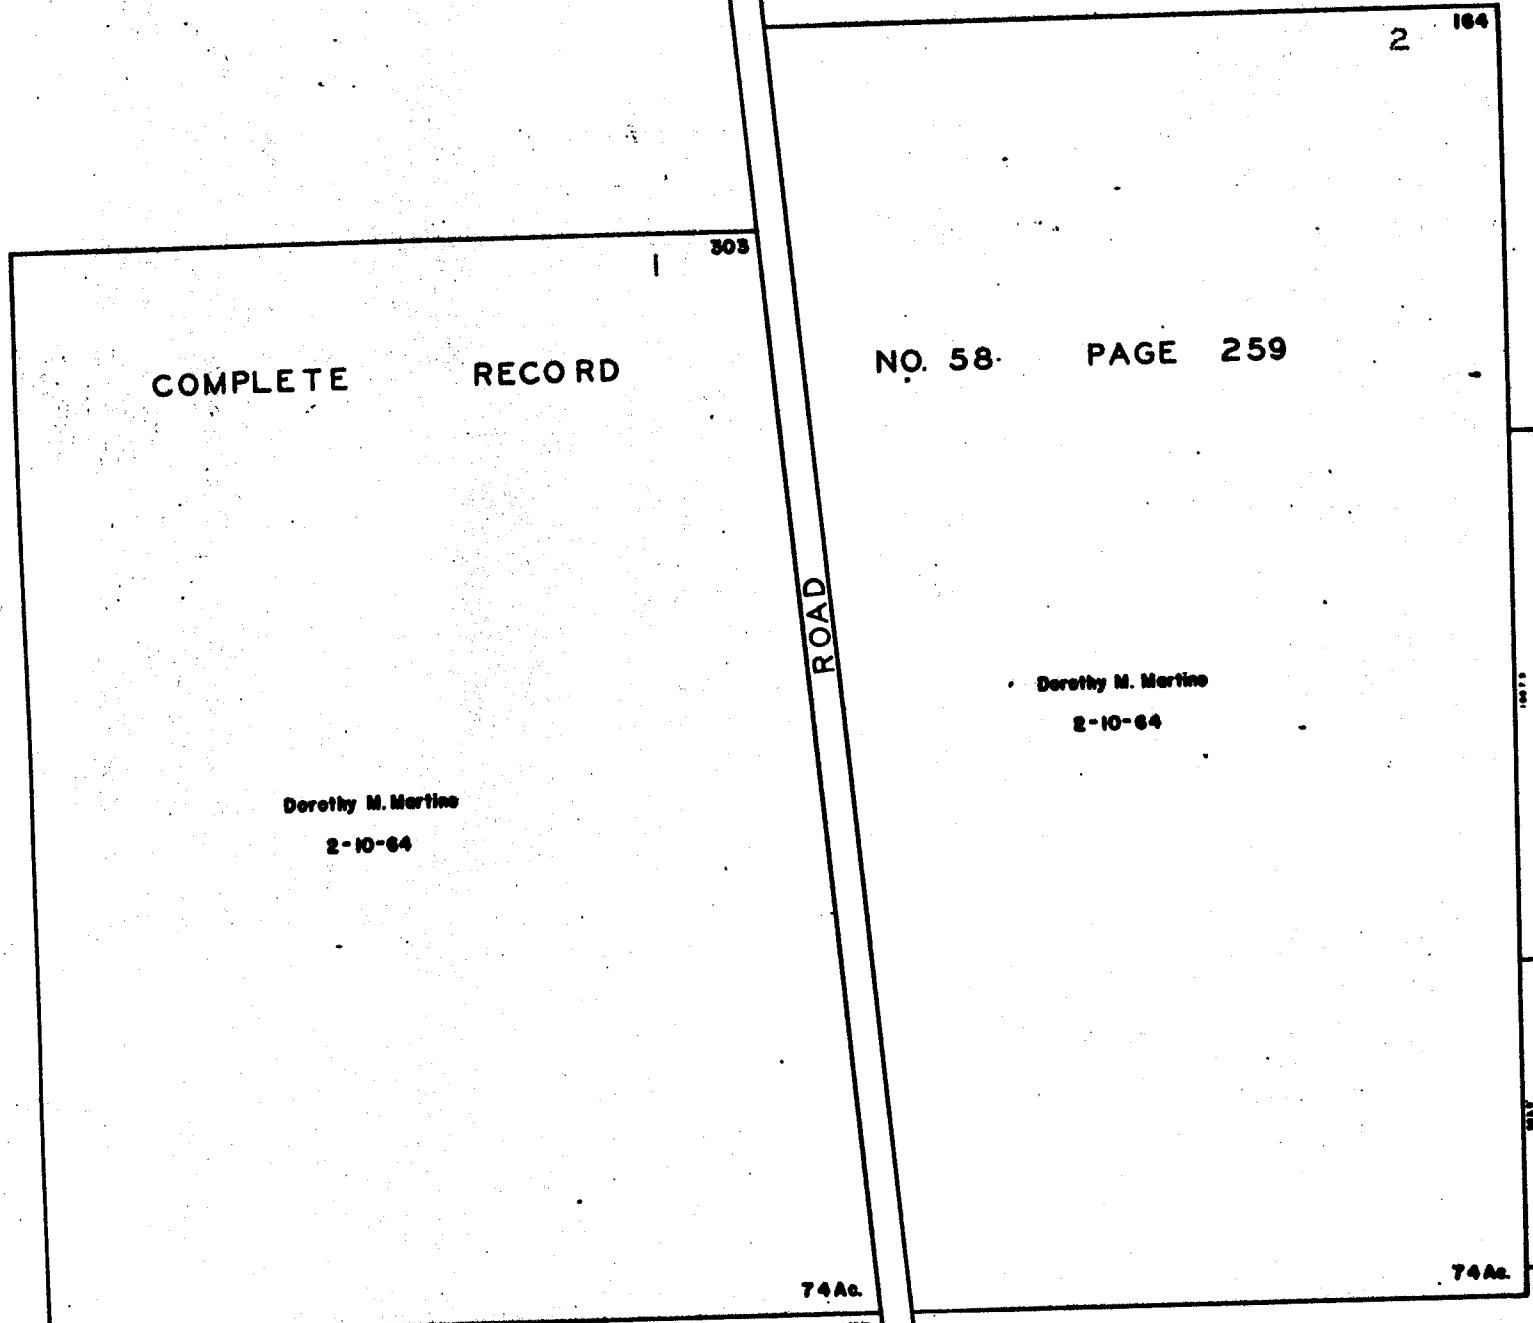 164
2
303
1
COMPLETE RECORD NO. 58 PAGE 259
ROAD
Dorothy M. Martino
2-10-64
Dorothy M. Martino
2-10-64
74 Ac.
74 Ac.